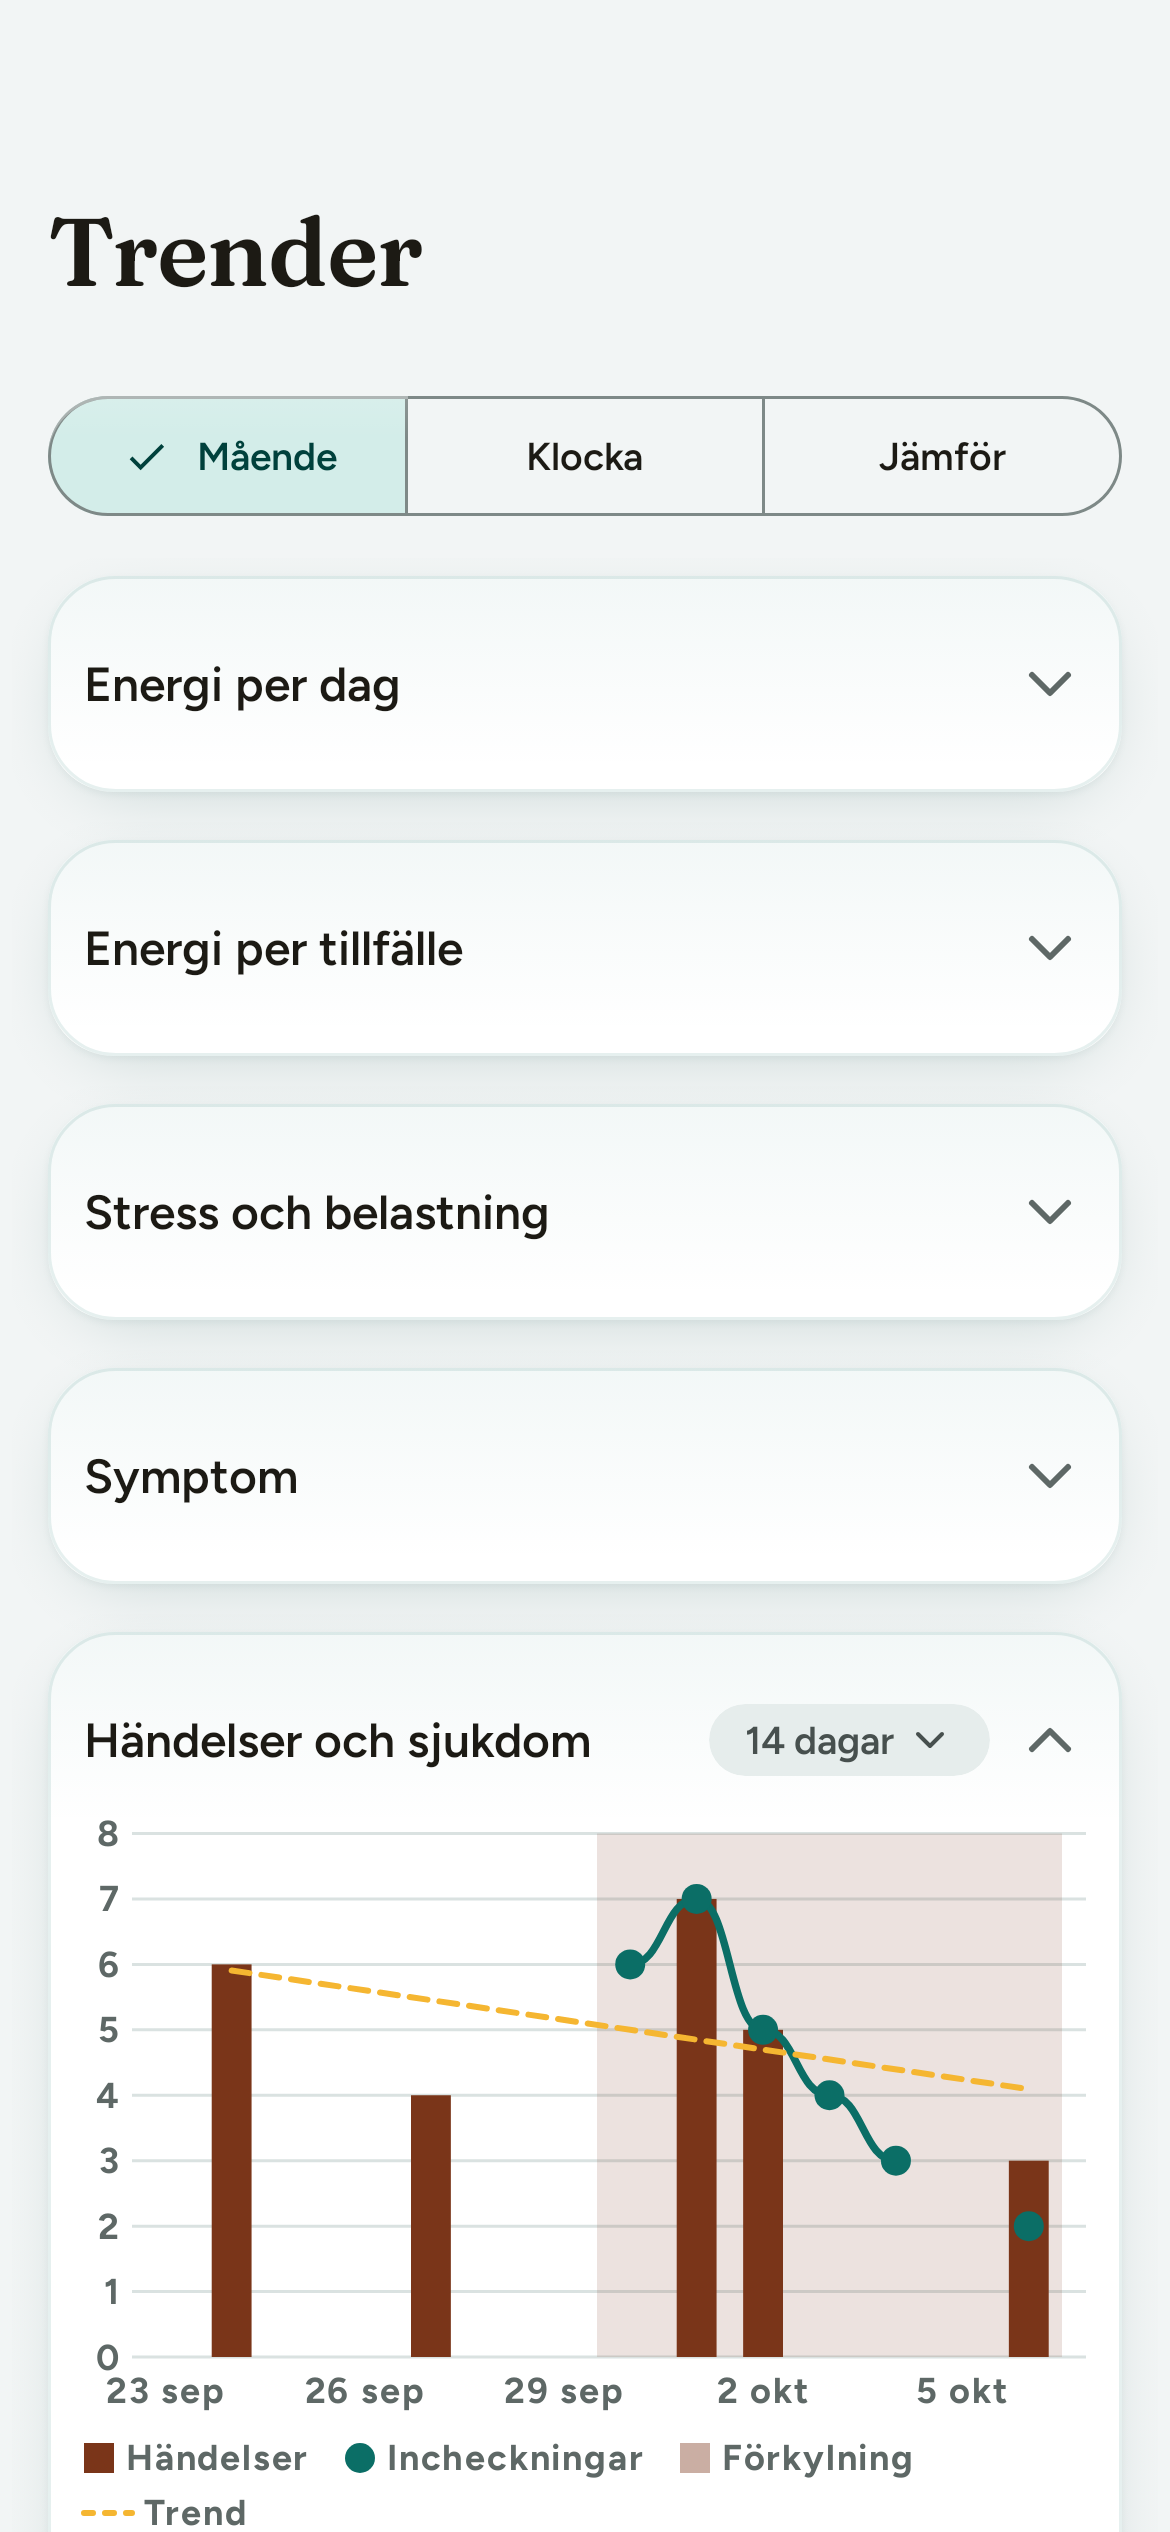 Trender
Mående
Klocka
Jämför
Energi per dag
Energi per tillfälle
Stress och belastning
Symptom
Händelser och sjukdom
14 dagar
8
7
6
5
4
3
2
1
0
23 sep
26 sep
29 sep
2 okt
5 okt
Händelser
Incheckningar
Förkylning
Trend